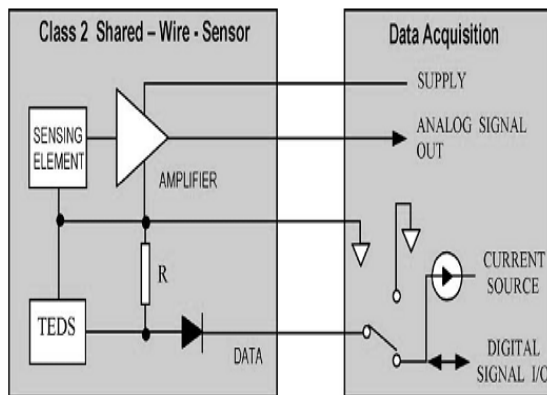 Class 2 Shared – Wire - Sensor
Data Acquisition
SUPPLY
SENSING
ELEMENT
ANALOG SIGNAL
OUT
AMPLIFIER
R
CURRENT
SOURCE
TEDS
DATA
DIGITAL
SIGNAL I/O